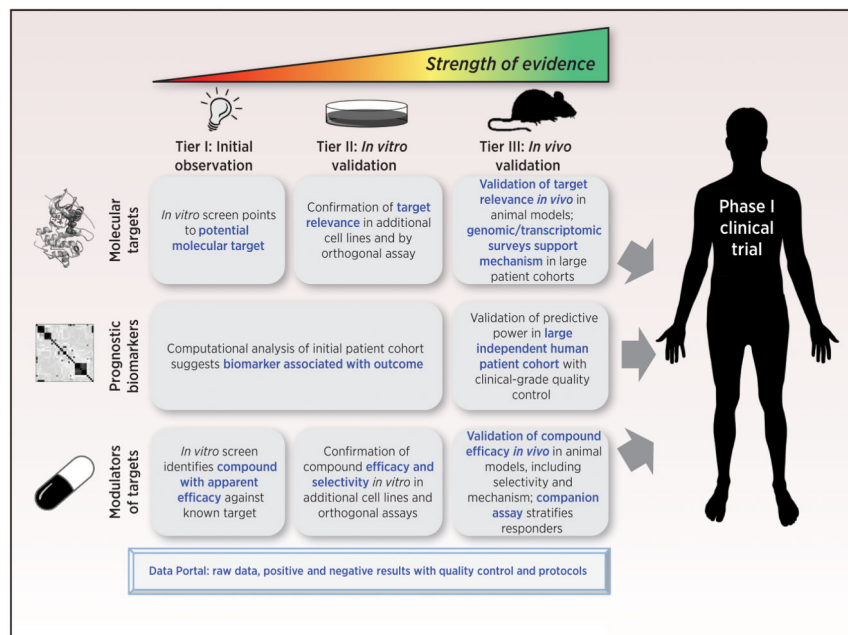 Strength of evidence
Tier I: Initial
observation
Tier II: In vitro
validation
Tier III: In vivo
validation
Molecular
targets
In vitro screen points
to potential
molecular target
Confirmation of target
relevance in additional
cell lines and by
orthogonal assay
Validation of target
relevance in vivo in
animal models;
genomic/transcriptomic
surveys support
mechanism in large
patient cohorts
Phase I
clinical
trial
Prognostic
biomarkers
Computational analysis of initial patient cohort
suggests biomarker associated with outcome
Validation of predictive
power in large
independent human
patient cohort with
clinical-grade quality
control
Modulators
of targets
In vitro screen
identifies compound
with apparent
efficacy against
known target
Confirmation of
compound efficacy and
selectivity in vitro in
additional cell lines and
orthogonal assays
Validation of compound
efficacy in vivo in animal
models, including
selectivity and
mechanism; companion
assay stratifies
responders
Data Portal: raw data, positive and negative results with quality control and protocols